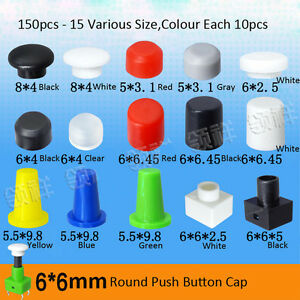 150pcs - 15 Various Size,Colour Each 10pcs
8*4 Black
8*4 White
5*3.1 Red
5*3.1 Gray
6*2.5 White
6*4 Black
6*4 Clear
6*6.45 Red
6*6.45 Black
6*6.45 White
5.5*9.8 Yellow
5.5*9.8 Blue
5.5*9.8 Green
6*6*2.5 White
6*6*5 Black
6*6mm Round Push Button Cap